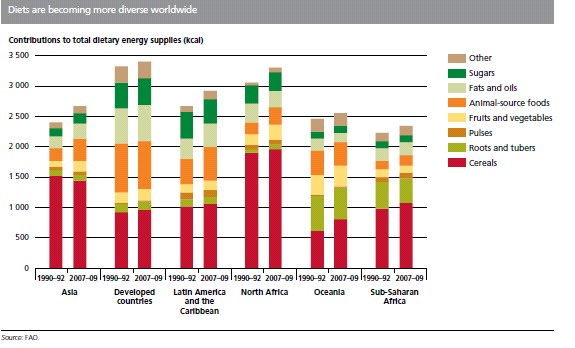 Diets are becoming more diverse worldwide
Contributions to total dietary energy supplies (kcal)
3 500
3 000
2 500
2 000
1 500
1 000
500
0
1990–92 2007–09 1990–92 2007–09 1990–92 2007–09 1990–92 2007–09 1990–92 2007–09 1990–92 2007–09
Asia Developed countries Latin America and the Caribbean North Africa Oceania Sub-Saharan Africa
Other
Sugars
Fats and oils
Animal-source foods
Fruits and vegetables
Pulses
Roots and tubers
Cereals
Source: FAO.